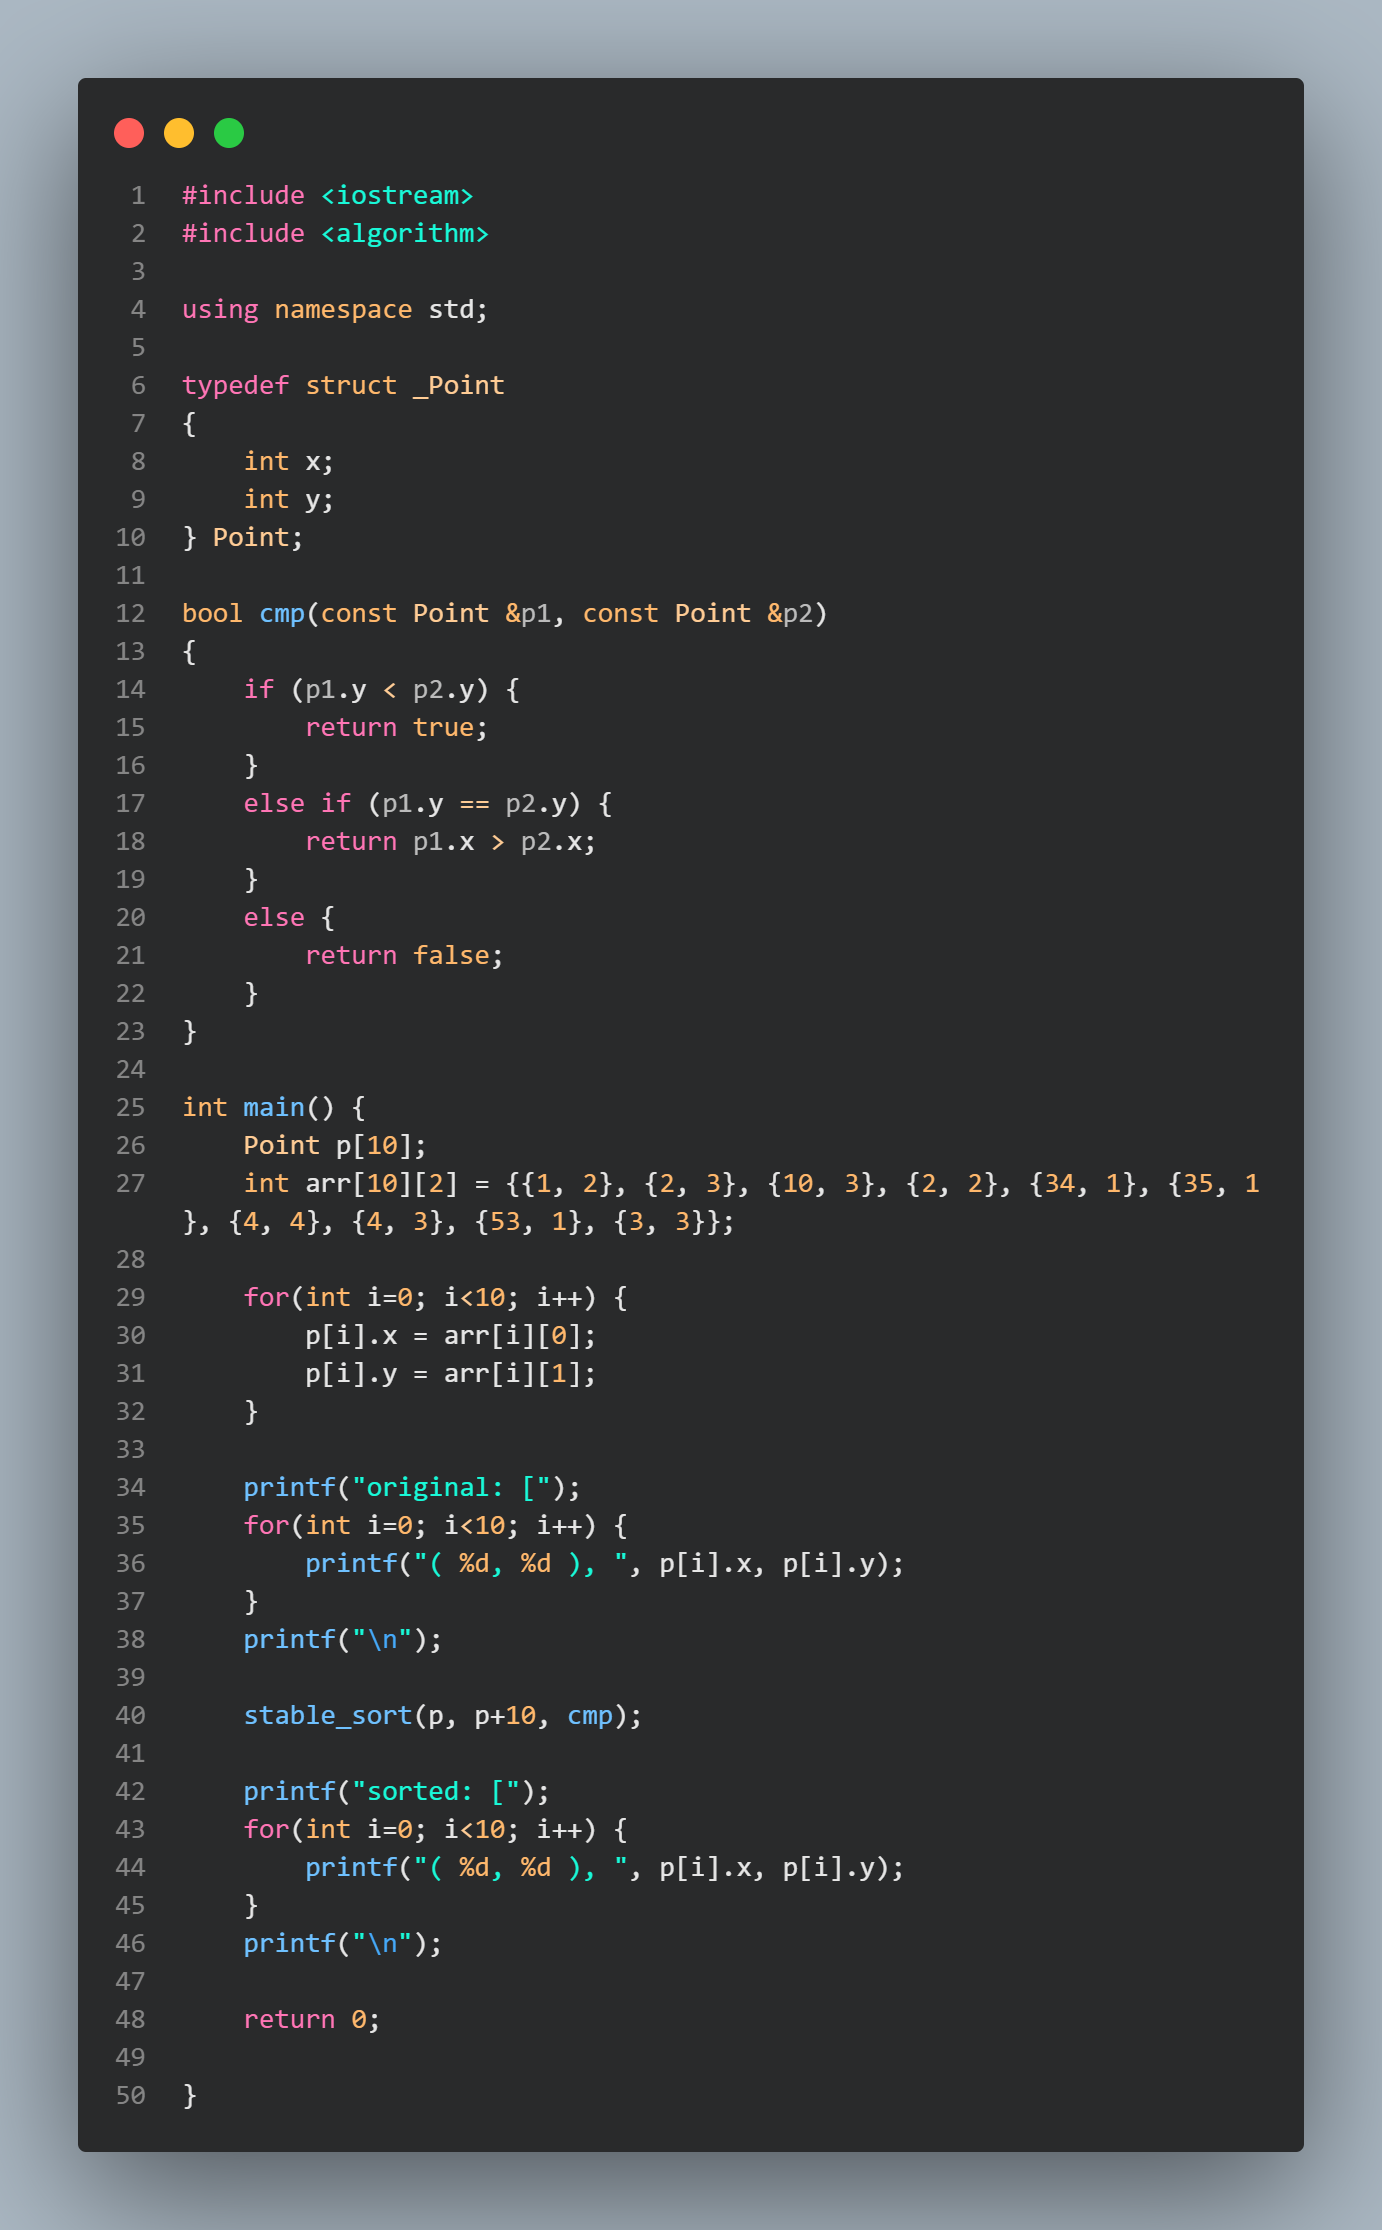 1 #include <iostream>
2 #include <algorithm>
3
4 using namespace std;
5
6 typedef struct _Point
7 {
8     int x;
9     int y;
10 } Point;
11
12 bool cmp(const Point &p1, const Point &p2)
13 {
14     if (p1.y < p2.y) {
15         return true;
16     }
17     else if (p1.y == p2.y) {
18         return p1.x > p2.x;
19     }
20     else {
21         return false;
22     }
23 }
24
25 int main() {
26     Point p[10];
27     int arr[10][2] = {{1, 2}, {2, 3}, {10, 3}, {2, 2}, {34, 1}, {35, 1
}, {4, 4}, {4, 3}, {53, 1}, {3, 3}};
28
29     for(int i=0; i<10; i++) {
30         p[i].x = arr[i][0];
31         p[i].y = arr[i][1];
32     }
33
34     printf("original: [");
35     for(int i=0; i<10; i++) {
36         printf("( %d, %d ), ", p[i].x, p[i].y);
37     }
38     printf("\n");
39
40     stable_sort(p, p+10, cmp);
41
42     printf("sorted: [");
43     for(int i=0; i<10; i++) {
44         printf("( %d, %d ), ", p[i].x, p[i].y);
45     }
46     printf("\n");
47
48     return 0;
49
50 }